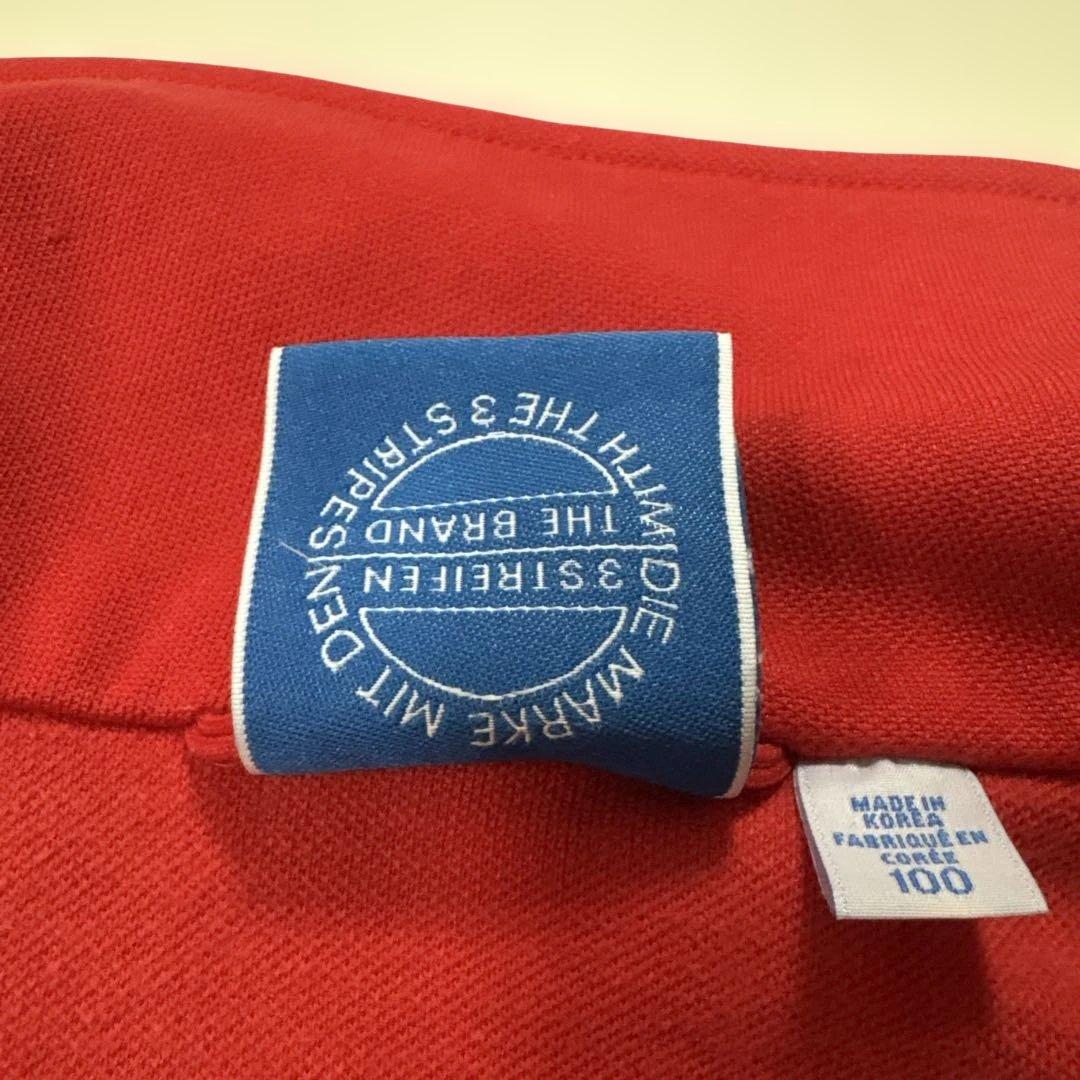 DIE MARKE MIT DEN
3 STREIFEN
THE BRAND
WITH THE 3 STRIPES
MADE IN
KOREA
FABRIQUÉ EN
CORÉE
100